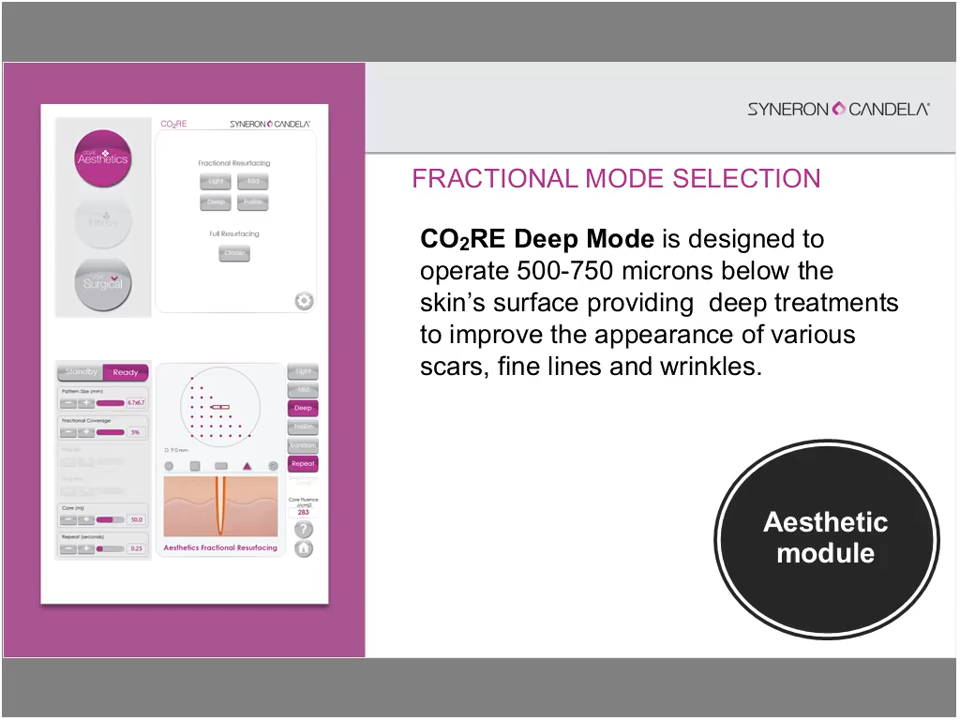 SYNERON CANDELA
FRACTIONAL MODE SELECTION
CO₂RE Deep Mode is designed to
operate 500-750 microns below the
skin's surface providing deep treatments
to improve the appearance of various
scars, fine lines and wrinkles.
Aesthetic
module
CO₂RE
SYNERON CANDELA
Aesthetics
Surgical
Fractional Resurfacing
Light
Mid
Deep
Fusion
Full Resurfacing
Classic
Standby
Ready
Pattern Size (mm)
6.7x6.7
Fractional Coverage
5%
Core (mj)
50.0
Repeat (seconds)
0.25
D: 7.0 mm
Aesthetics Fractional Resurfacing
Light
Mid
Deep
Fusion
Random
Repeat
Core Fluence
(J/cm2)
283
?